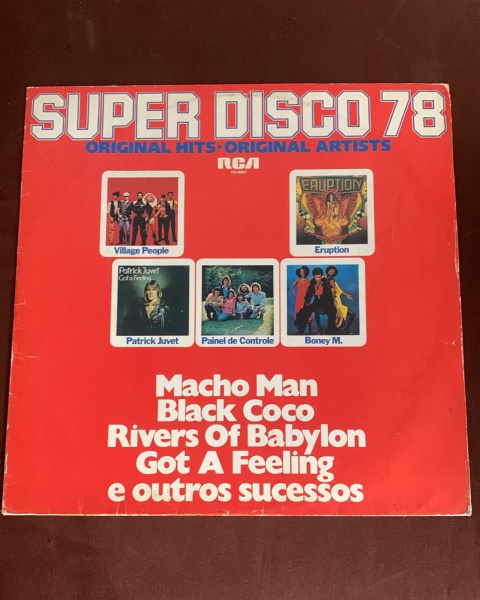 SUPER DISCO 78
ORIGINAL HITS · ORIGINAL ARTISTS
RCA
Village People
ERUPTION
Eruption
Patrick Juvet
Got a Feeling
Patrick Juvet
Painel de Controle
Boney M.
Macho Man
Black Coco
Rivers Of Babylon
Got A Feeling
e outros sucessos